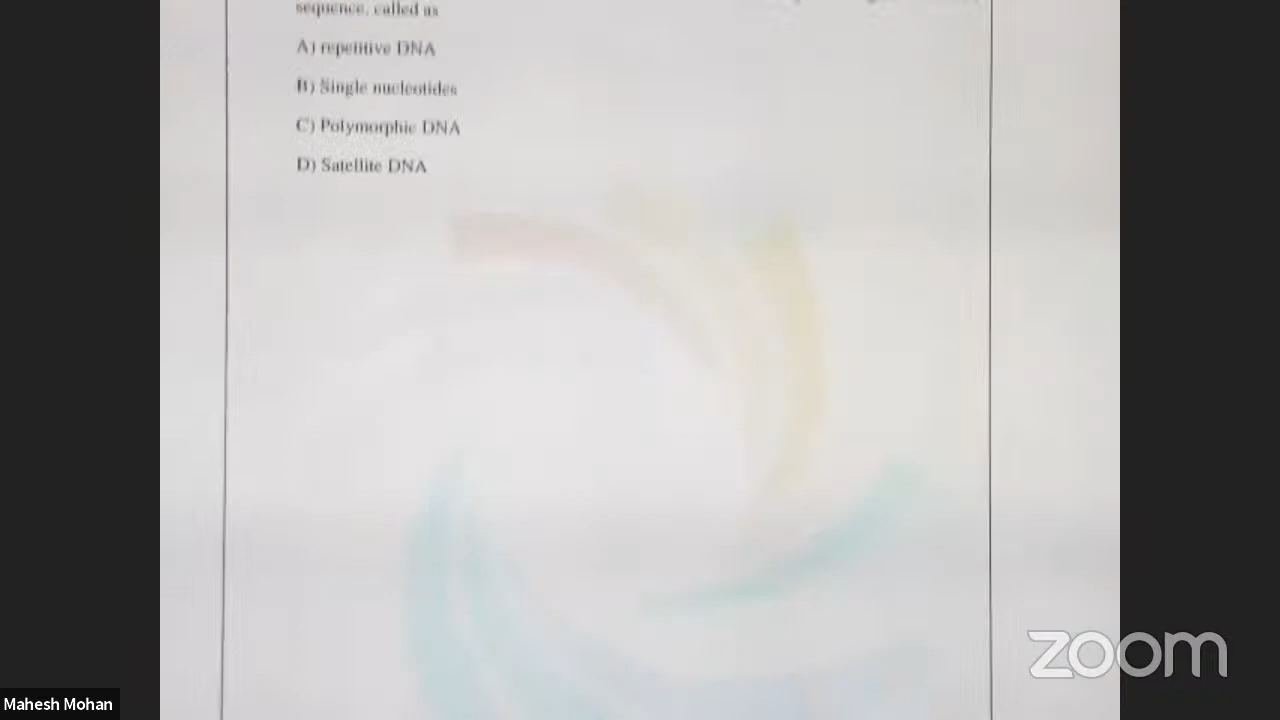 sequence, called as
A) repetitive DNA
B) Single nucleotides
C) Polymorphic DNA
D) Satellite DNA
zoom
Mahesh Mohan